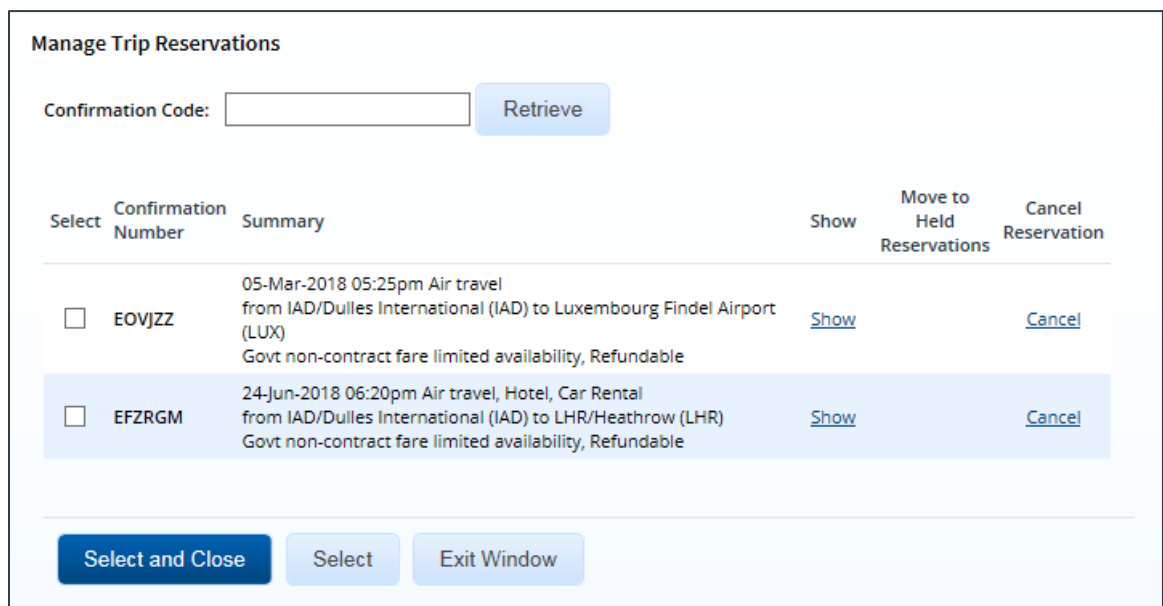 Manage Trip Reservations
Confirmation Code: Retrieve
Select Confirmation Number Summary Show Move to Held Reservations Cancel Reservation
05-Mar-2018 05:25pm Air travel
from IAD/Dulles International (IAD) to Luxembourg Findel Airport
(LUX)
Govt non-contract fare limited availability, Refundable
EOVJZZ
Show
Cancel
24-Jun-2018 06:20pm Air travel, Hotel, Car Rental
from IAD/Dulles International (IAD) to LHR/Heathrow (LHR)
Govt non-contract fare limited availability, Refundable
EFZRGM
Show
Cancel
Select and Close Select Exit Window